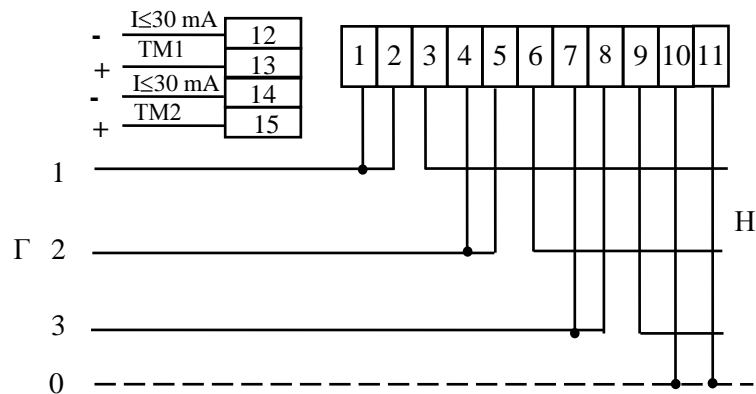 - I≤30 mA 12
+ TM1 13
- I≤30 mA 14
+ TM2 15
1 2 3 4 5 6 7 8 9 10 11
1
Г 2 Н
3
0